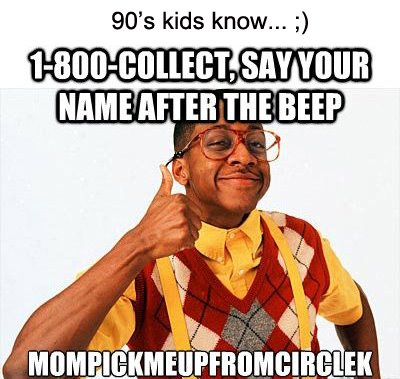 90’s kids know... ;)
1-800-COLLECT, SAY YOUR
NAME AFTER THE BEEP
MOMPICKMEUPFROMCIRCLEK